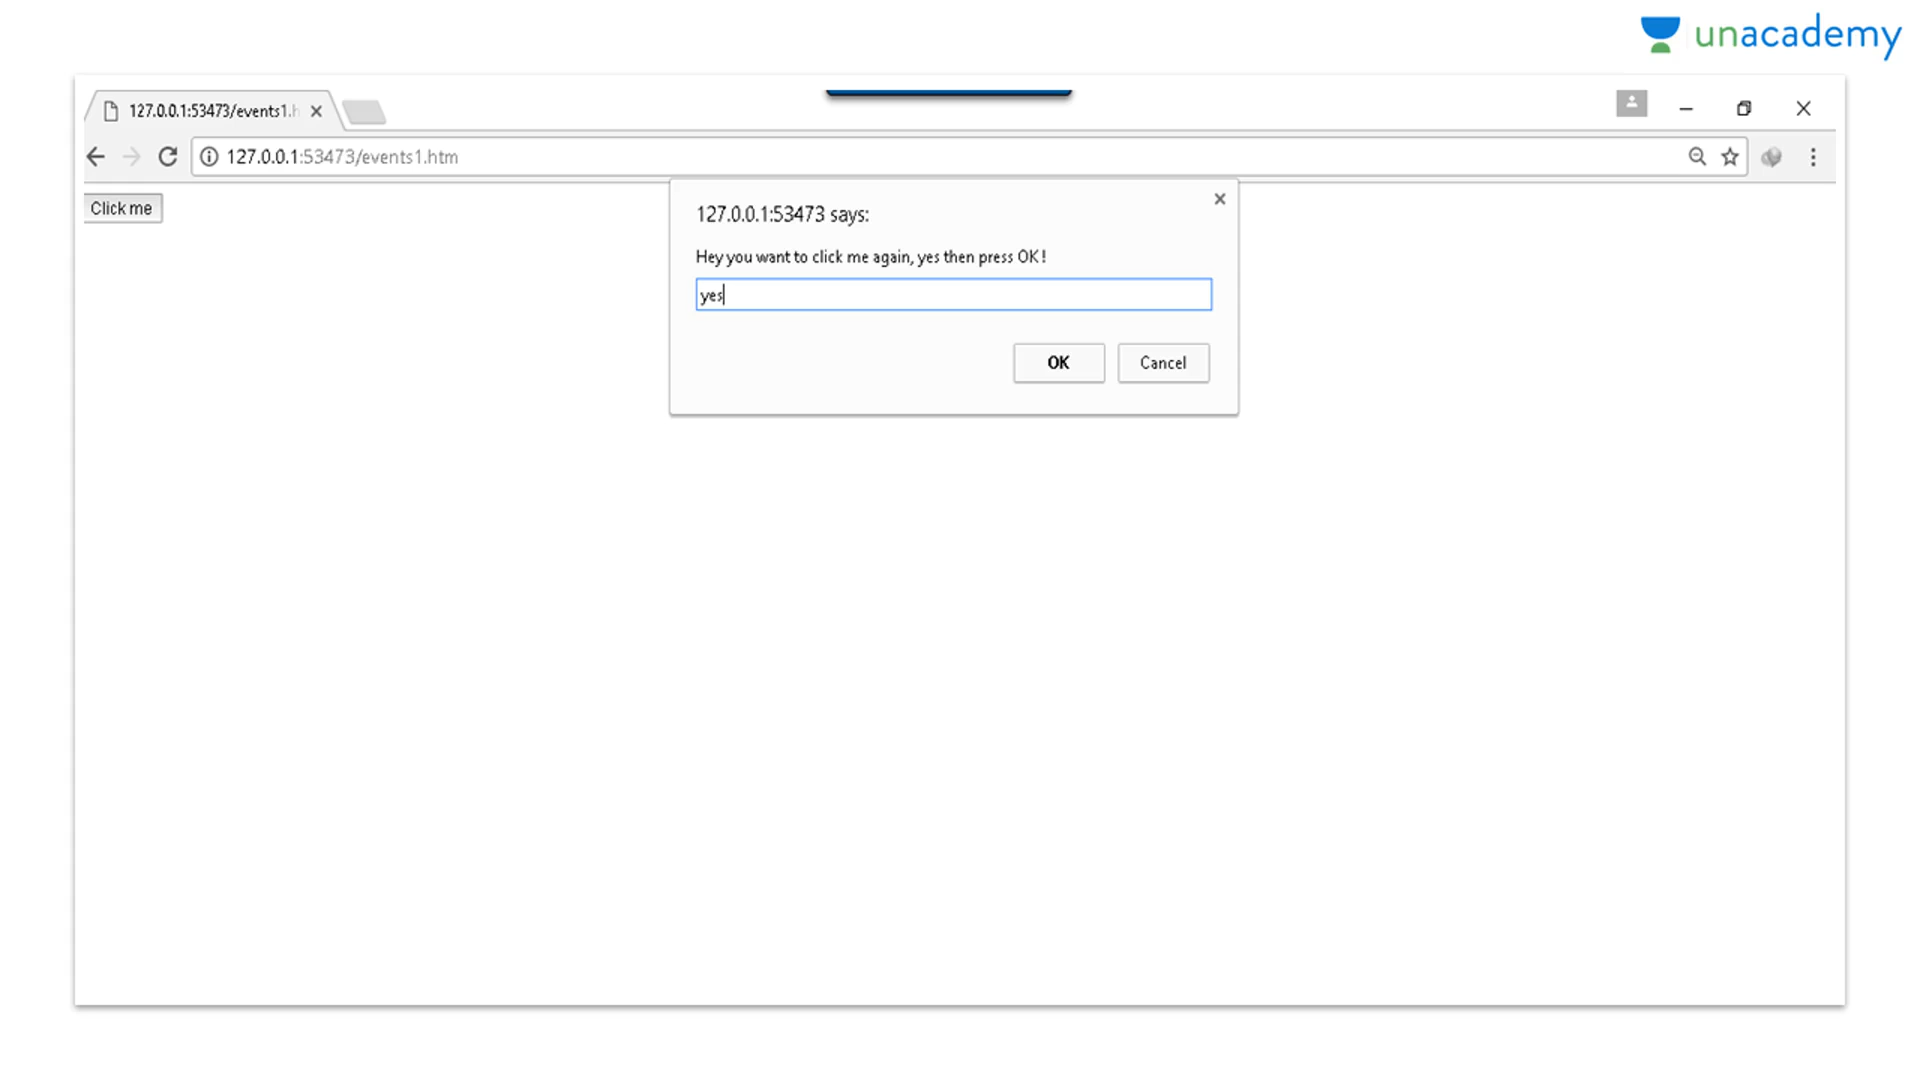 unacademy
127.0.0.1:53473/events1.h
127.0.0.1:53473/events1.htm
Click me
127.0.0.1:53473 says:
Hey you want to click me again, yes then press OK!
yes
OK
Cancel